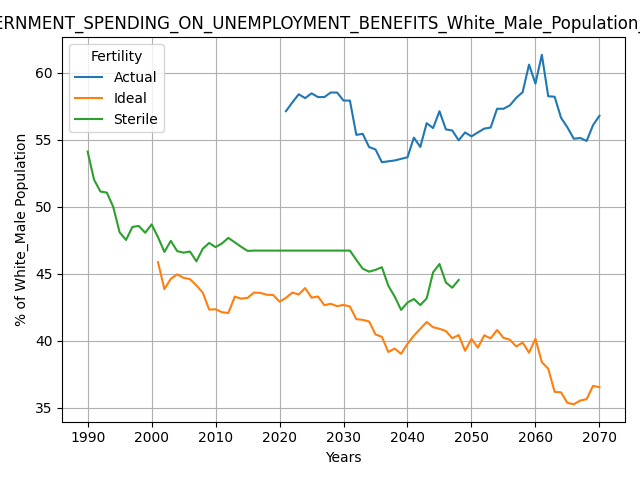 ERNMENT_SPENDING_ON_UNEMPLOYMENT_BENEFITS_White_Male_Population_
Fertility
Actual
Ideal
Sterile
% of White_Male Population
60
55
50
45
40
35
1990 2000 2010 2020 2030 2040 2050 2060 2070
Years